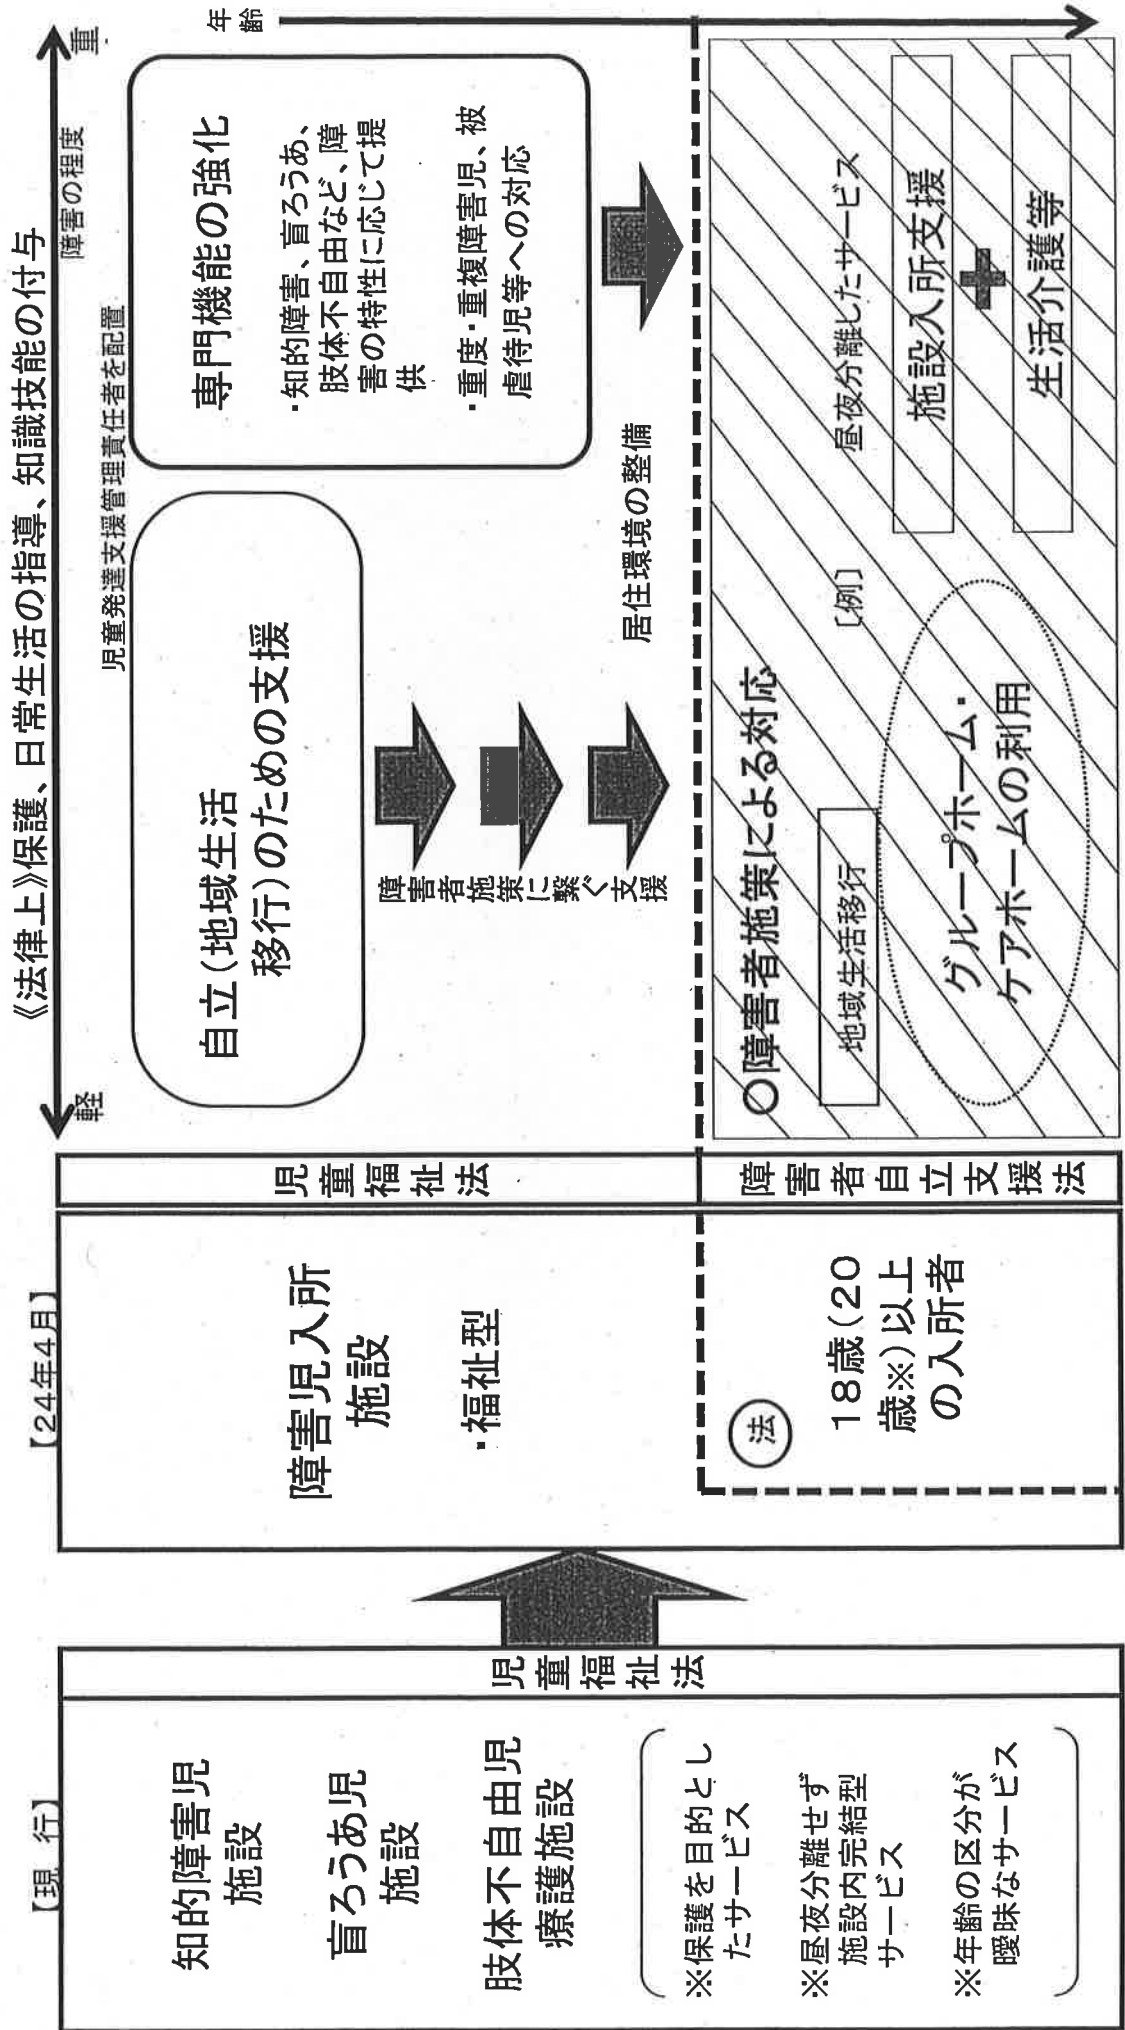 【現 行】
知的障害児
施設
盲ろうあ児
施設
肢体不自由児
療護施設
※保護を目的とし
たサービス
※昼夜分離せず
施設内完結型
サービス
※年齢の区分が
曖昧なサービス
児童福祉法
【24年4月】
障害児入所
施設
・福祉型
法
18歳(20
歳※)以上
の入所者
児童福祉法
障害者自立支援法
《法律上》保護、日常生活の指導、知識技能の付与
軽
障害の程度
重
児童発達支援管理責任者を配置
年齢
自立(地域生活
移行)のための支援
専門機能の強化
・知的障害、盲ろうあ、
肢体不自由など、障
害の特性に応じて提
供
・重度・重複障害児、被
虐待児等への対応
障害者施策に繋ぐ支援
居住環境の整備
○障害者施策による対応
地域生活移行
グループホーム・
ケアホームの利用
[例]
昼夜分離したサービス
施設入所支援
生活介護等